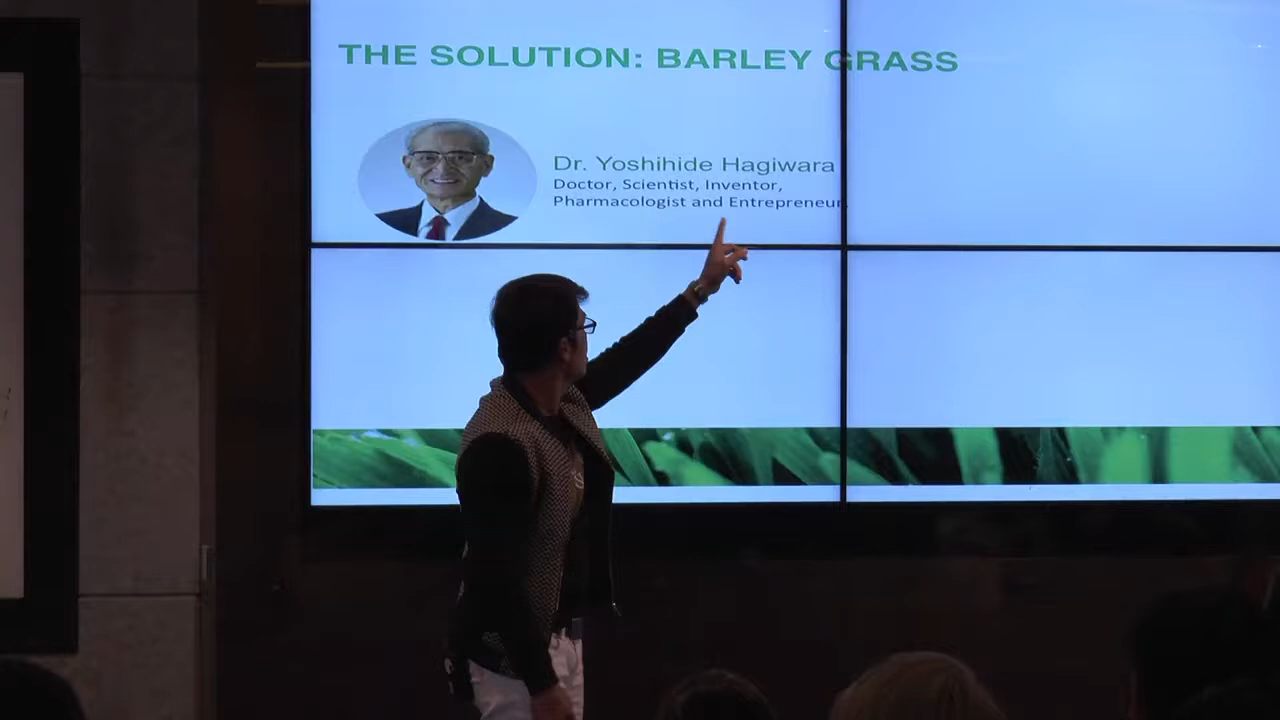 THE SOLUTION: BARLEY GRASS
Dr. Yoshihide Hagiwara
Doctor, Scientist, Inventor,
Pharmacologist and Entrepreneur.